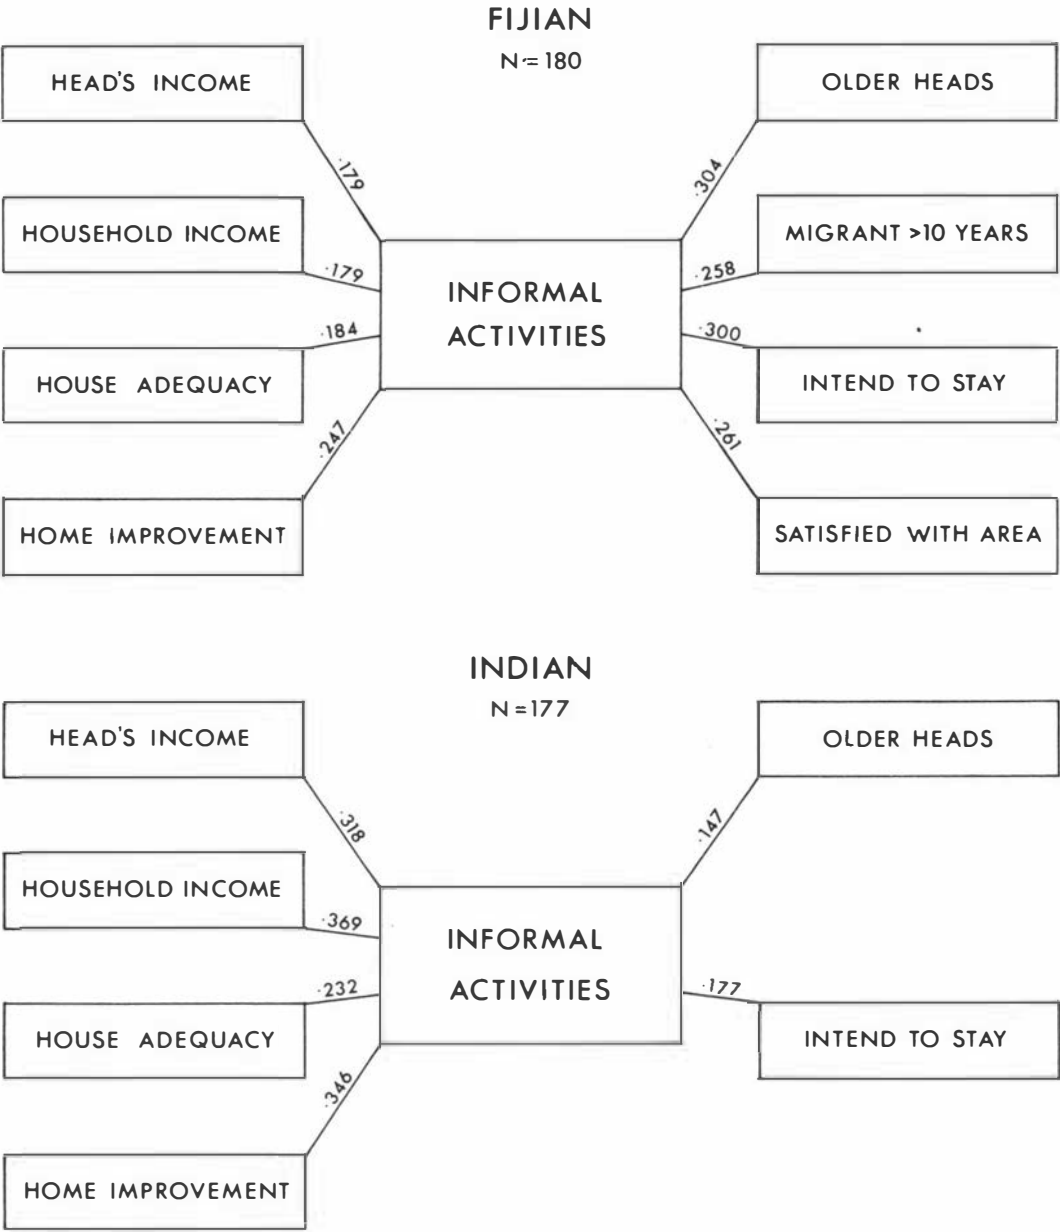 FIJIAN
N = 180
HEAD'S INCOME
OLDER HEADS
·179
·304
HOUSEHOLD INCOME
MIGRANT >10 YEARS
·179
·258
INFORMAL
ACTIVITIES
·184
·300
HOUSE ADEQUACY
INTEND TO STAY
·247
·261
HOME IMPROVEMENT
SATISFIED WITH AREA
INDIAN
N = 177
HEAD'S INCOME
OLDER HEADS
·318
·147
HOUSEHOLD INCOME
·369
INFORMAL
ACTIVITIES
·232
·177
HOUSE ADEQUACY
INTEND TO STAY
·346
HOME IMPROVEMENT